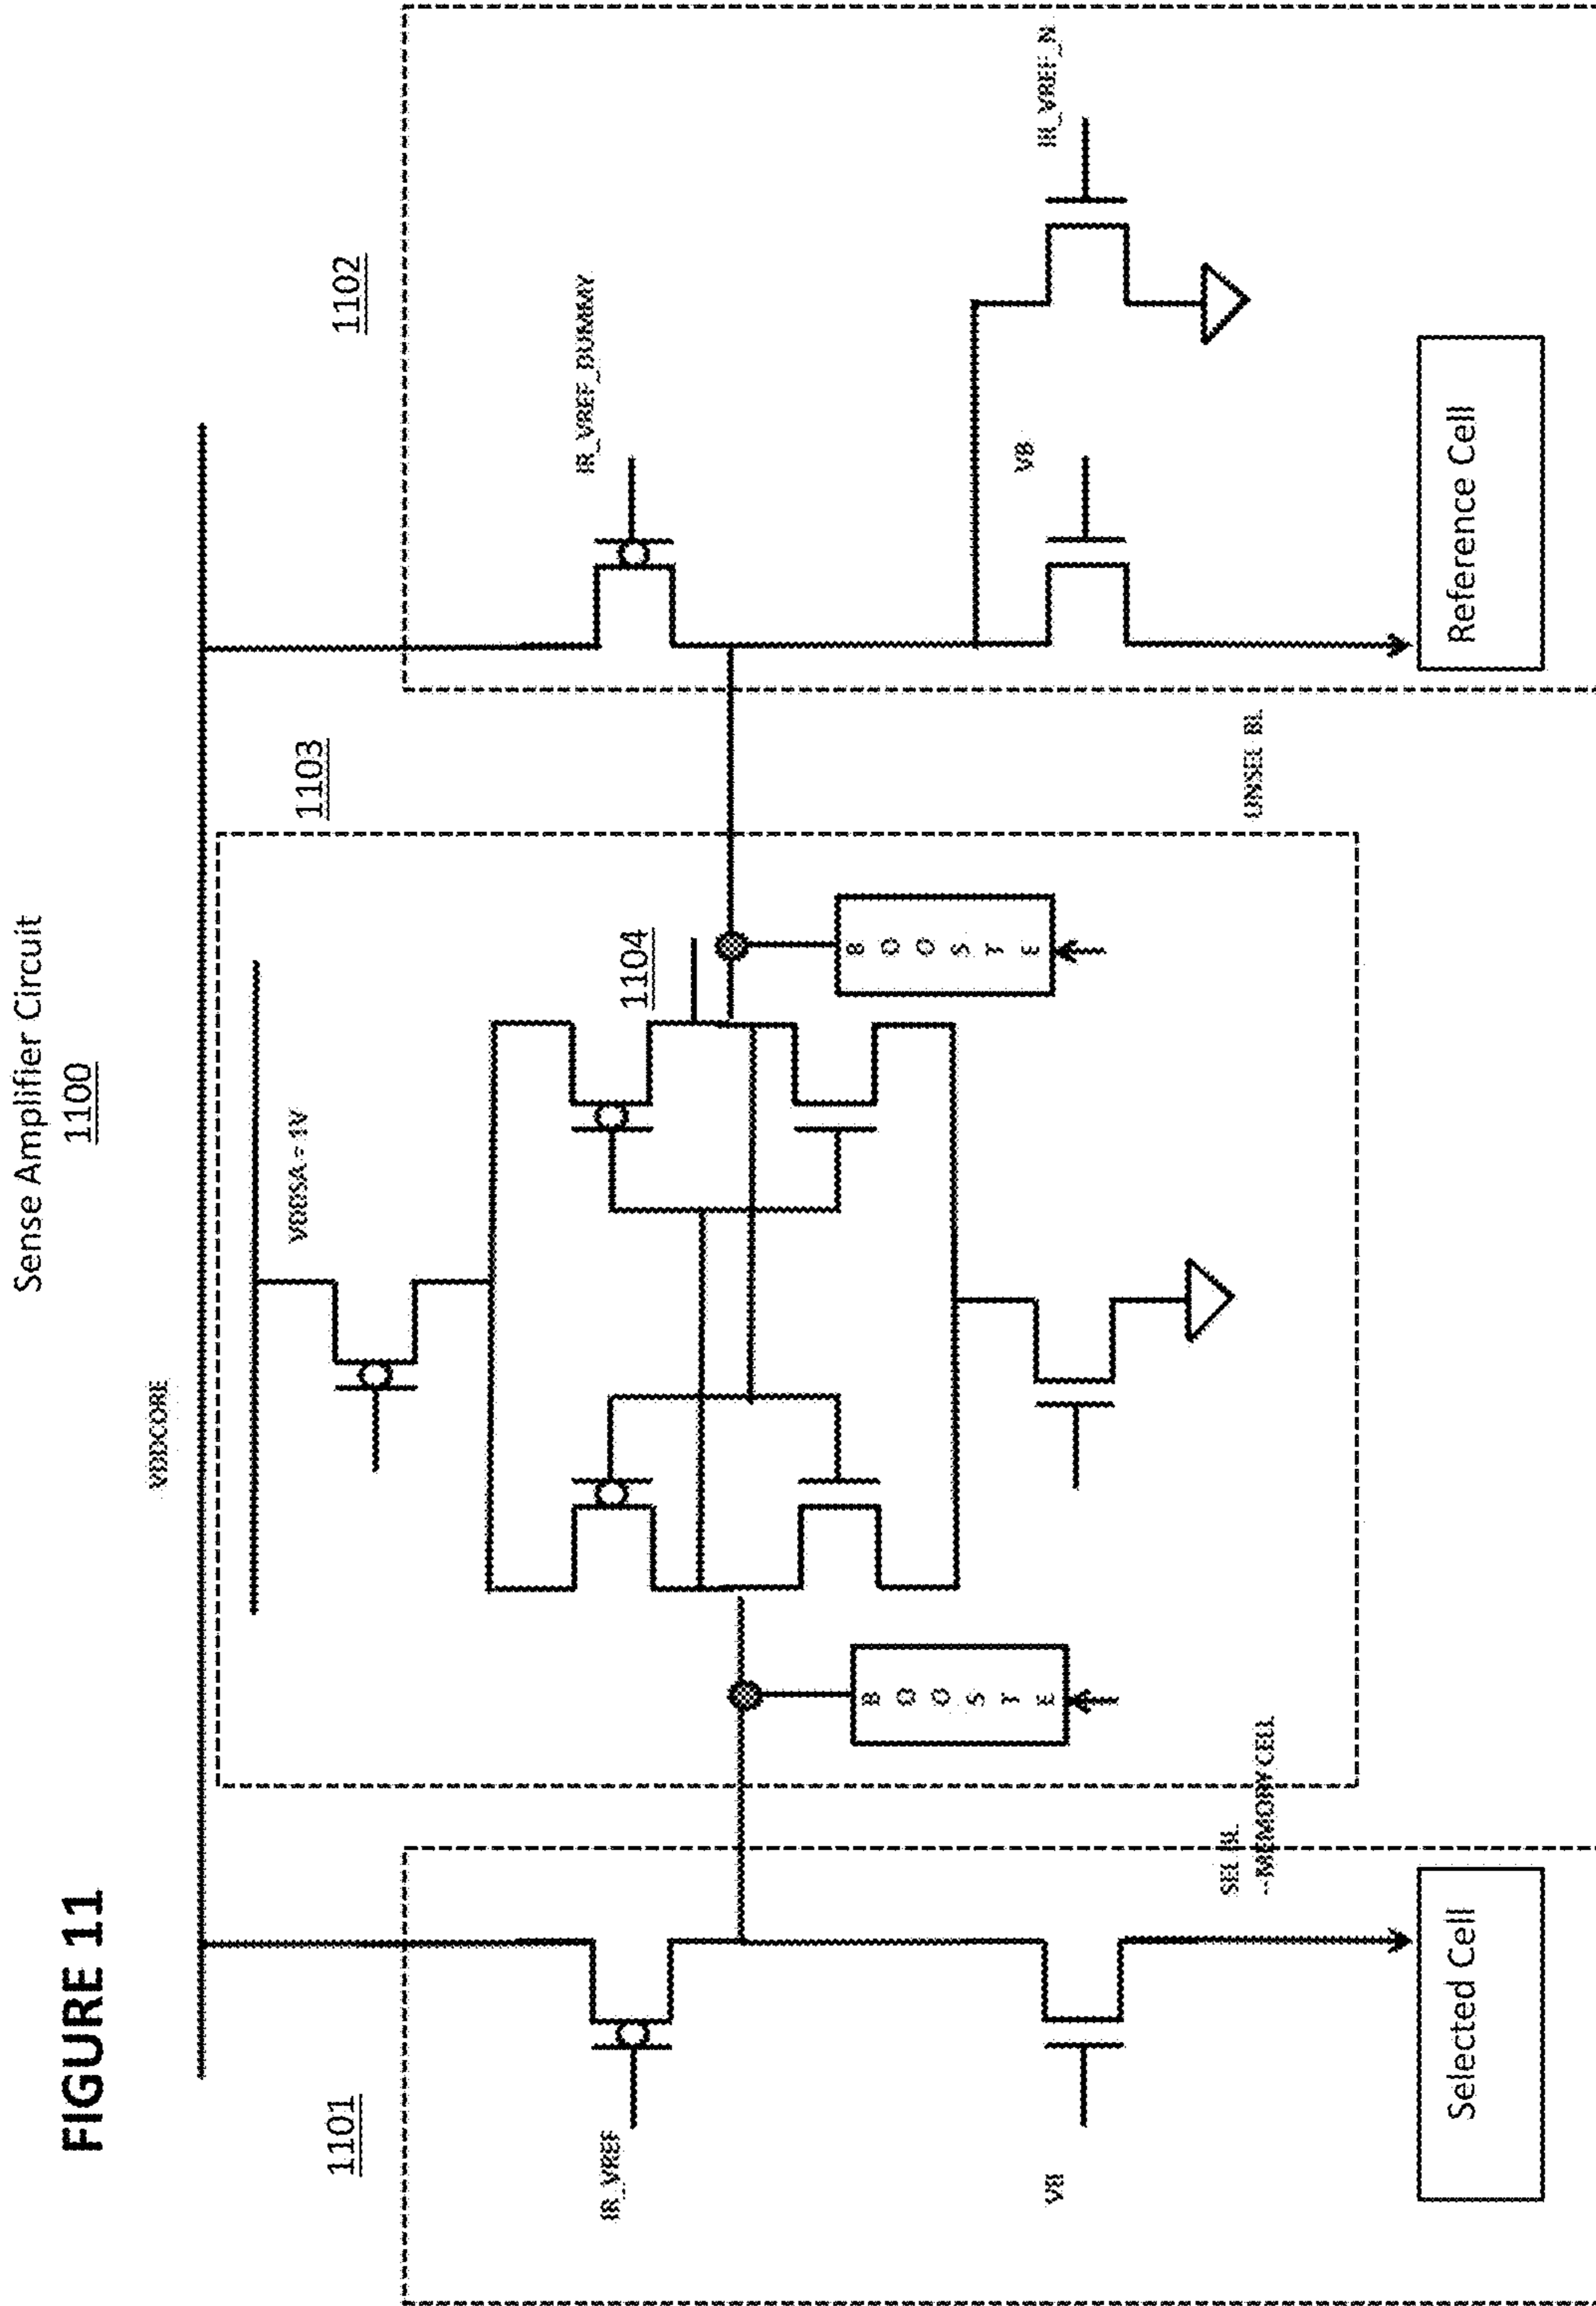 FIGURE 11
Sense Amplifier Circuit
1100
VDDCORE
1101
1103
1102
VDDSA = 1V
IR_VREF
1104
IR_VREF_DUMMY
VB
BOOSTE
BOOSTE
VB
IR_VREF_N
SEL BL
--MEMORY CELL
UNSEL BL
Selected Cell
Reference Cell